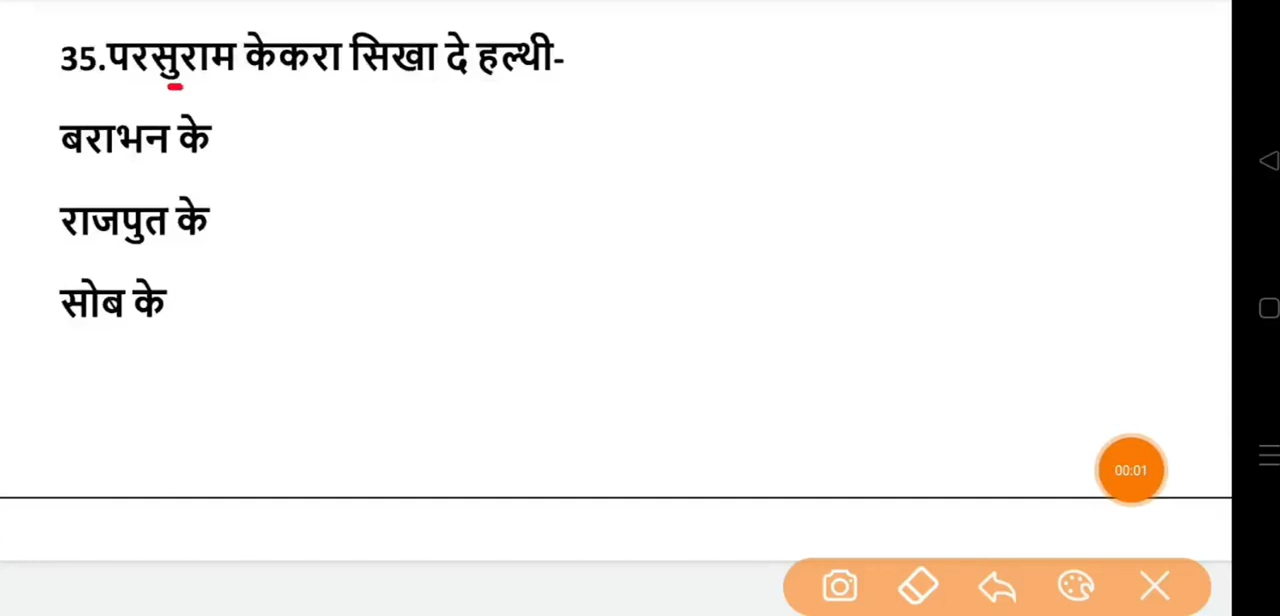 35.परसुराम केकरा सिखा दे हल्थी-
बराभन के
राजपुत के
सोब के
00:01